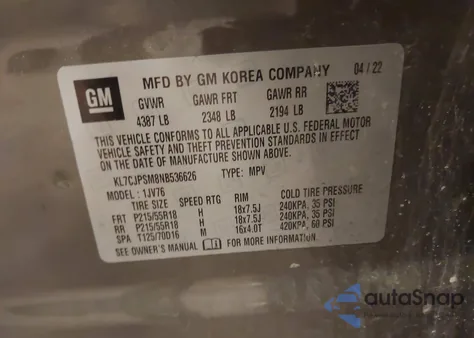 GM
MFD BY GM KOREA COMPANY 04/22
GVWR GAWR FRT GAWR RR
4387 LB 2348 LB 2194 LB
THIS VEHICLE CONFORMS TO ALL APPLICABLE U.S. FEDERAL MOTOR
VEHICLE SAFETY AND THEFT PREVENTION STANDARDS IN EFFECT
ON THE DATE OF MANUFACTURE SHOWN ABOVE.
KL7CJPSM8NB536626 TYPE: MPV
MODEL: 1JV76
TIRE SIZE SPEED RTG RIM COLD TIRE PRESSURE
FRT P215/55R18 H 18x7.5J 240KPA, 35 PSI
RR P215/55R18 H 18x7.5J 240KPA, 35 PSI
SPA T125/70D16 M 16x4.0T 420KPA, 60 PSI
SEE OWNER'S MANUAL FOR MORE INFORMATION.
autaSnap